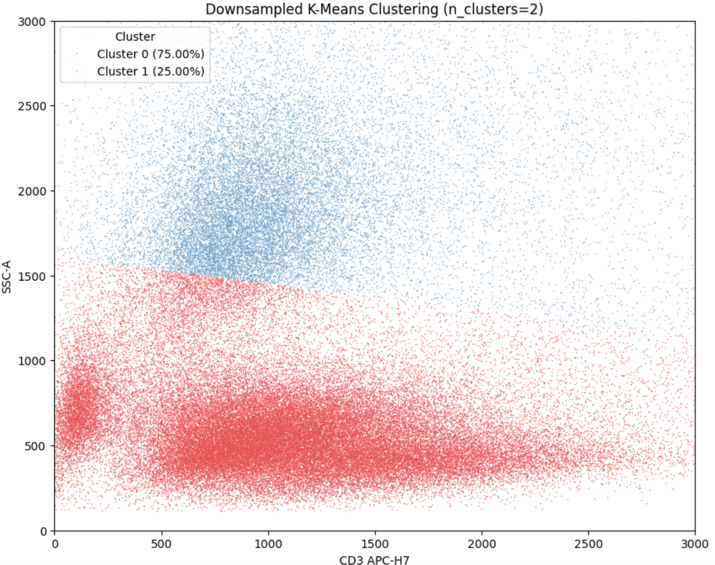 Downsampled K-Means Clustering (n_clusters=2)
Cluster
Cluster 0 (75.00%)
Cluster 1 (25.00%)
3000
2500
2000
1500
1000
500
0
SSC-A
0 500 1000 1500 2000 2500 3000
CD3 APC-H7